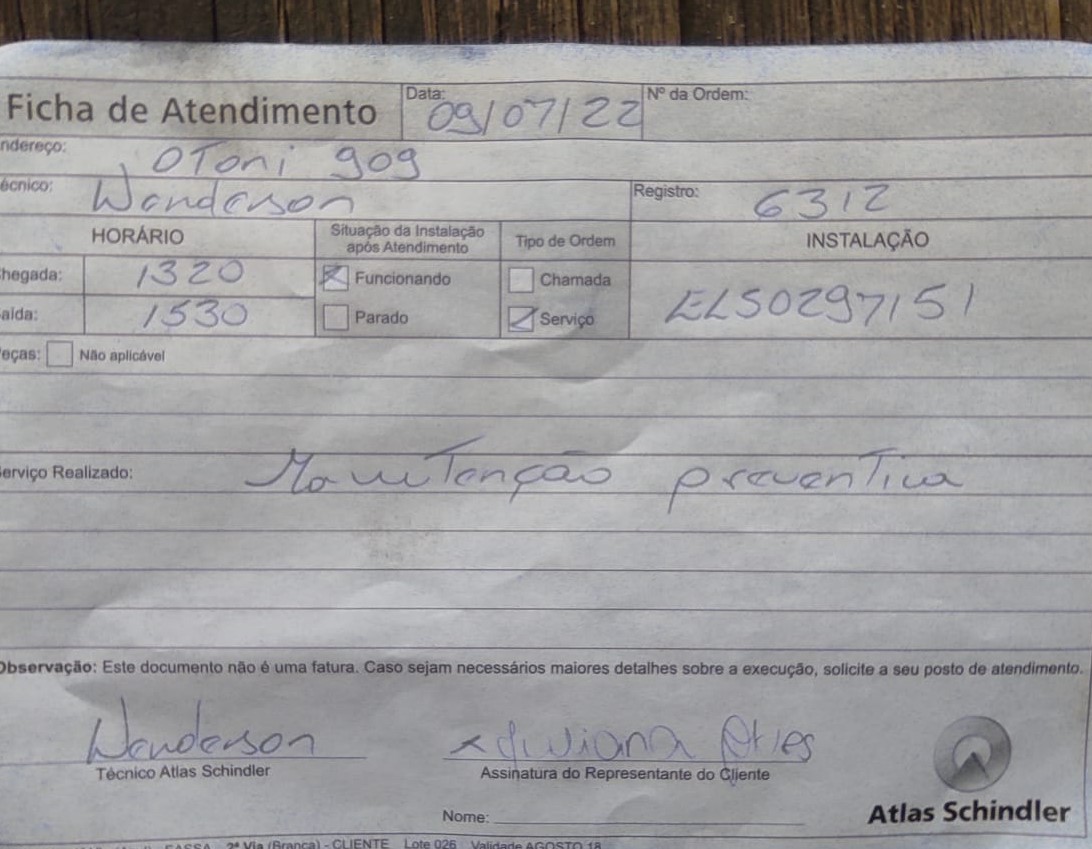 Ficha de Atendimento Data: 09/07/22 Nº da Ordem:
ndereço: OToni 909
écnico: Wanderson Registro: 6312
HORÁRIO Situação da Instalação após Atendimento Tipo de Ordem INSTALAÇÃO
hegada: 1320 Funcionando Chamada ELS0297151
aída: 1530 Parado Serviço
eças: Não aplicável
erviço Realizado: Manutenção preventiva
Observação: Este documento não é uma fatura. Caso sejam necessários maiores detalhes sobre a execução, solicite a seu posto de atendimento.
Wanderson x
Técnico Atlas Schindler Assinatura do Representante do Cliente
Nome: Atlas Schindler
2ª Via (Branca) - CLIENTE Lote 026 Validade AGOSTO 18